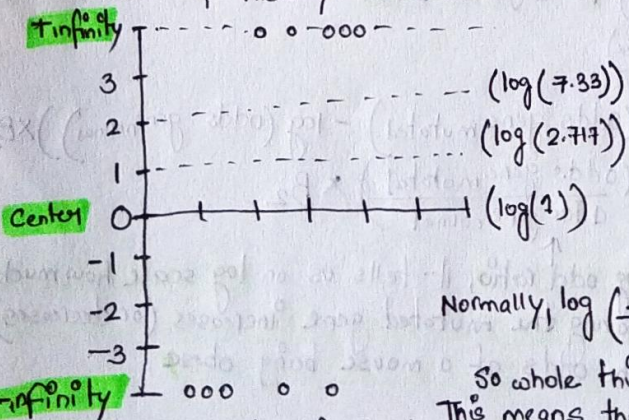 +infinity
3 (log(7.33))
2 (log(2.717))
1
Center 0 (log(1))
-1
-2 Normally, log (
-3
infinity So whole thi
This means th